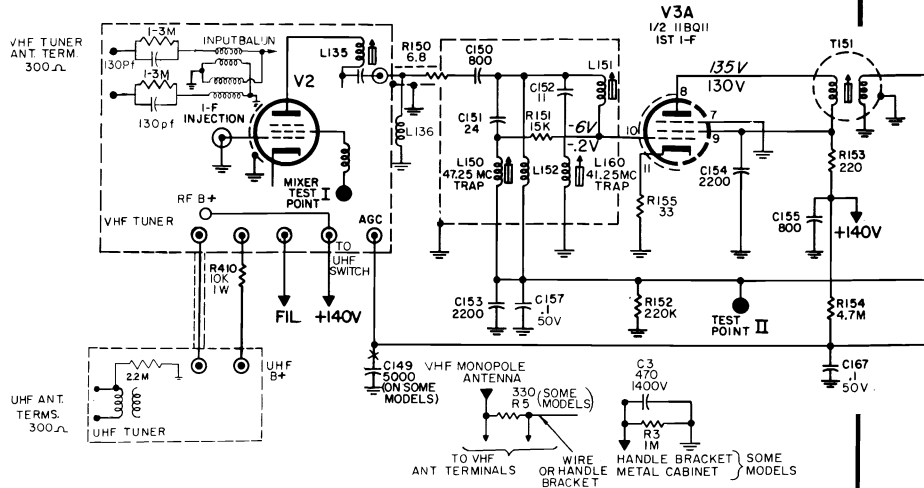 V3A
1/2 11BQ11
1ST I-F
VHF TUNER
ANT. TERM.
300Ω
1-3M
130Pf
1-3M
130pf
INPUT BALUN
I-F
INJECTION
V2
L135
R150
6.8
C150
800
L136
MIXER
TEST
POINT I
RF B+
VHF TUNER
AGC
TO
UHF
SWITCH
C151
24
C152
11
R151
15K
L151
-6V
-.2V
L150
47.25 MC
TRAP
L152
L160
41.25MC
TRAP
135V
130V
8
7
9
10
11
T151
R155
33
C154
2200
R153
220
C155
800
+140V
R410
10K
1W
FIL
+140V
C153
2200
C157
.1
50V
R152
220K
TEST
POINT II
R154
4.7M
C167
.1
50V
2.2M
UHF
B+
UHF ANT.
TERMS.
300Ω
UHF TUNER
C149
5000
(ON SOME
MODELS)
VHF MONOPOLE
ANTENNA
330 (SOME
R5 MODELS)
TO VHF
ANT TERMINALS
WIRE
OR HANDLE
BRACKET
C3
470
1400V
R3
1M
HANDLE BRACKET
METAL CABINET
SOME
MODELS